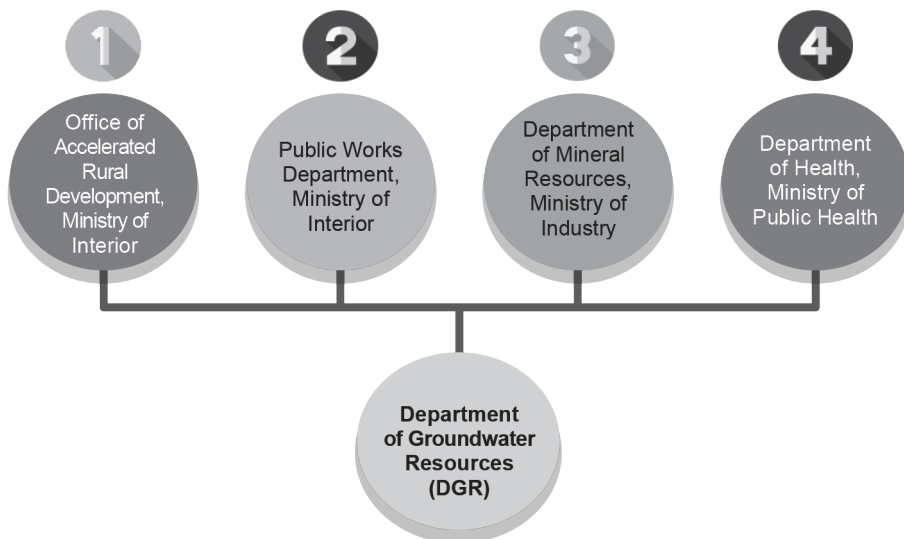 1
2
3
4
Office of
Accelerated
Rural
Development,
Ministry of
Interior
Public Works
Department,
Ministry of
Interior
Department
of Mineral
Resources,
Ministry of
Industry
Department
of Health,
Ministry of
Public Health
Department
of Groundwater
Resources
(DGR)